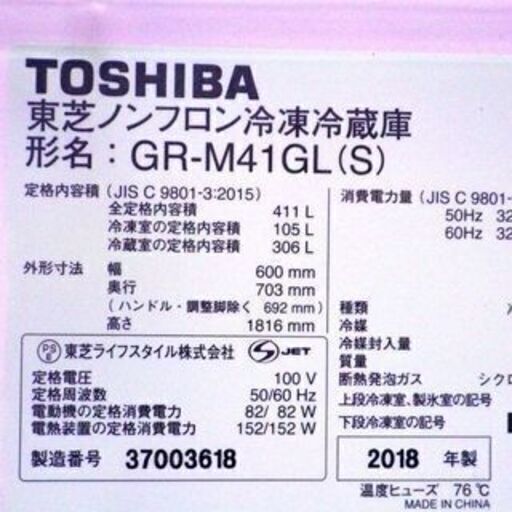 TOSHIBA
東芝ノンフロン冷凍冷蔵庫
形名：GR-M41GL(S)
定格内容積 (JIS C 9801-3:2015)
全定格内容積 411 L
冷凍室の定格内容積 105 L
冷蔵室の定格内容積 306 L
外形寸法 幅 600 mm
奥行 703 mm
(ハンドル・調整脚除く 692 mm)
高さ 1816 mm
PS E 東芝ライフスタイル株式会社 S JET
定格電圧 100 V
定格周波数 50/60 Hz
電動機の定格消費電力 82/ 82 W
電熱装置の定格消費電力 152/152 W
製造番号 37003618
消費電力量 (JIS C 9801-
50Hz 32
60Hz 32
種類
冷媒
冷媒封入量
質量
断熱発泡ガス シクロ
上段冷凍室、製氷室の記号
下段冷凍室の記号
2018 年製
温度ヒューズ 76℃
MADE IN CHINA